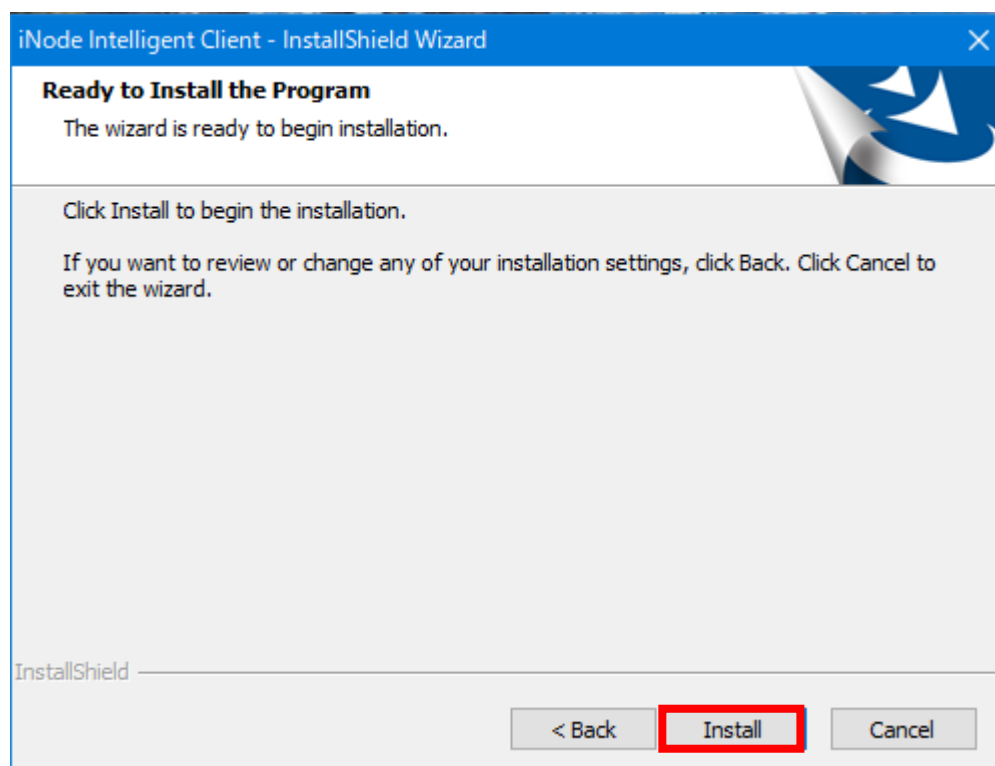 iNode Intelligent Client - InstallShield Wizard
Ready to Install the Program
The wizard is ready to begin installation.
Click Install to begin the installation.
If you want to review or change any of your installation settings, click Back. Click Cancel to
exit the wizard.
InstallShield
< Back
Install
Cancel